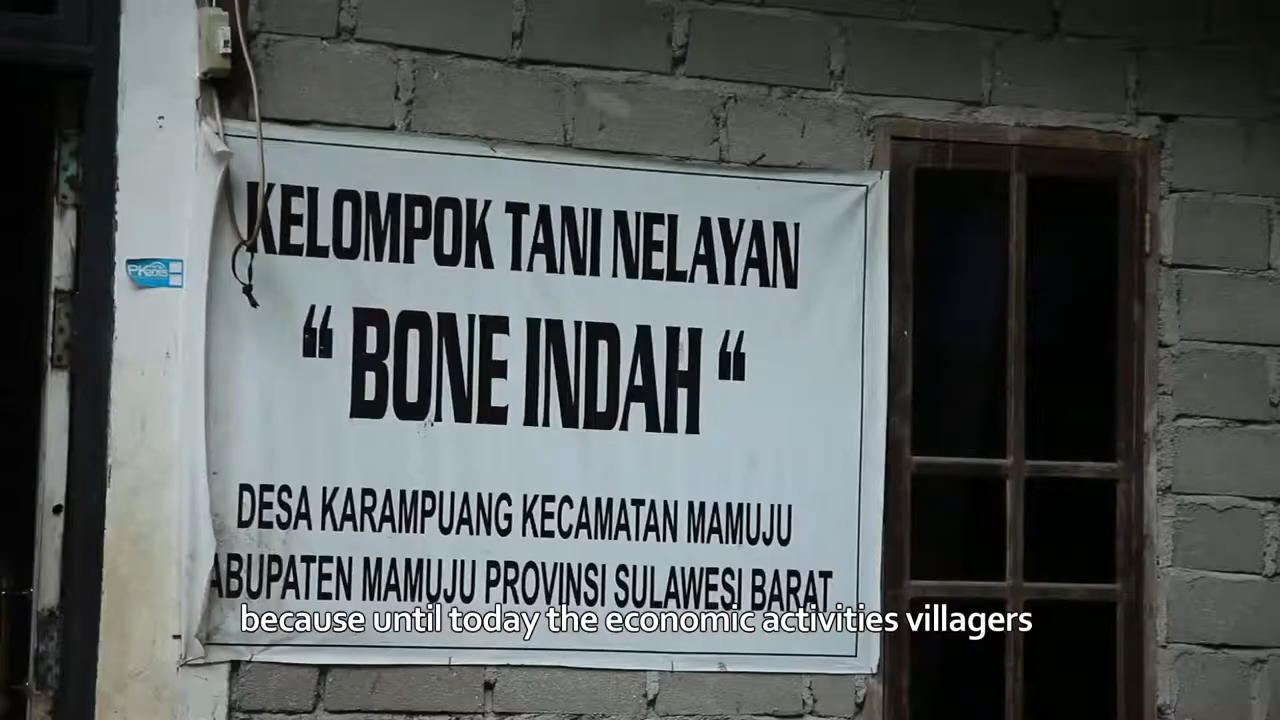 KELOMPOK TANI NELAYAN
“ BONE INDAH “
DESA KARAMPUANG KECAMATAN MAMUJU
ABUPATEN MAMUJU PROVINSI SULAWESI BARAT
because until today the economic activities villagers